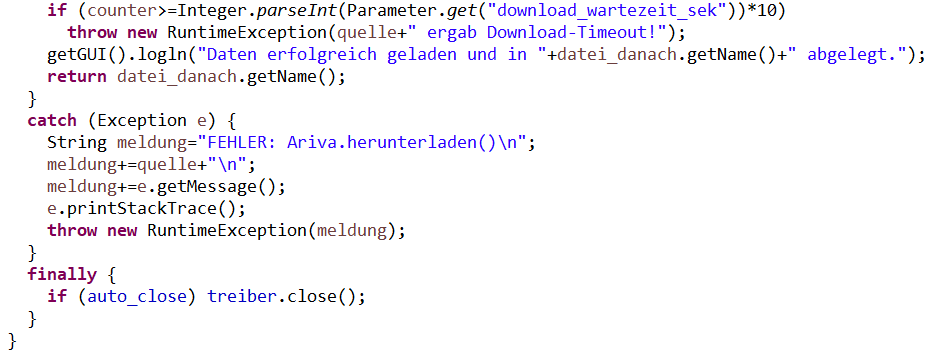 if (counter>=Integer.parseInt(Parameter.get("download_wartezeit_sek"))*10)
throw new RuntimeException(quelle+" ergab Download-Timeout!");
getGUI().logln("Daten erfolgreich geladen und in "+datei_danach.getName()+" abgelegt.");
return datei_danach.getName();
}
catch (Exception e) {
String meldung="FEHLER: Ariva.herunterladen()\n";
meldung+=quelle+"\n";
meldung+=e.getMessage();
e.printStackTrace();
throw new RuntimeException(meldung);
}
finally {
if (auto_close) treiber.close();
}
}